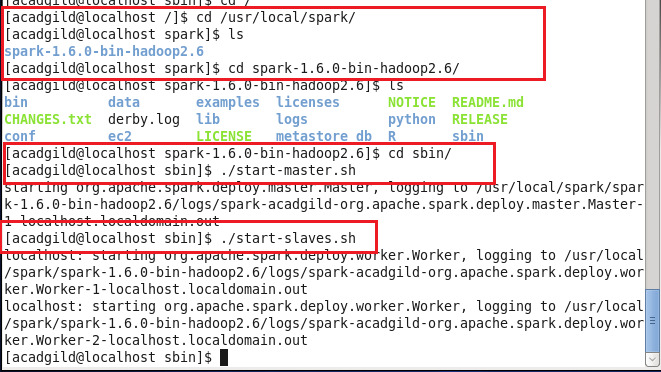 [acadgild@localhost sbin]$ cd /
[acadgild@localhost /]$ cd /usr/local/spark/
[acadgild@localhost spark]$ ls
spark-1.6.0-bin-hadoop2.6
[acadgild@localhost spark]$ cd spark-1.6.0-bin-hadoop2.6/
[acadgild@localhost spark-1.6.0-bin-hadoop2.6]$ ls
bin data examples licenses NOTICE README.md
CHANGES.txt derby.log lib logs python RELEASE
conf ec2 LICENSE metastore_db R sbin
[acadgild@localhost spark-1.6.0-bin-hadoop2.6]$ cd sbin/
[acadgild@localhost sbin]$ ./start-master.sh
starting org.apache.spark.deploy.master.Master, logging to /usr/local/spark/spar
k-1.6.0-bin-hadoop2.6/logs/spark-acadgild-org.apache.spark.deploy.master.Master-
1-localhost.localdomain.out
[acadgild@localhost sbin]$ ./start-slaves.sh
localhost: starting org.apache.spark.deploy.worker.Worker, logging to /usr/local
/spark/spark-1.6.0-bin-hadoop2.6/logs/spark-acadgild-org.apache.spark.deploy.wor
ker.Worker-1-localhost.localdomain.out
localhost: starting org.apache.spark.deploy.worker.Worker, logging to /usr/local
/spark/spark-1.6.0-bin-hadoop2.6/logs/spark-acadgild-org.apache.spark.deploy.wor
ker.Worker-2-localhost.localdomain.out
[acadgild@localhost sbin]$